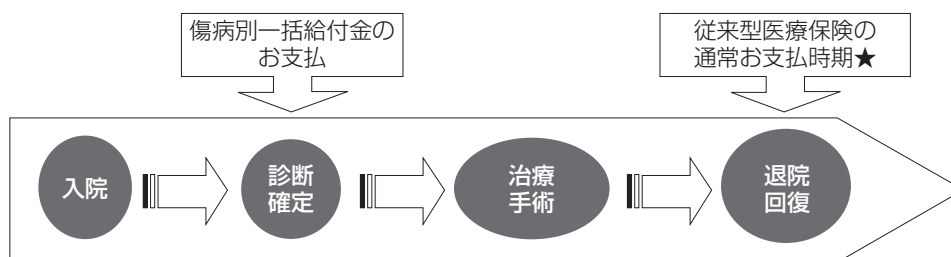 傷病別一括給付金の
お支払
従来型医療保険の
通常お支払時期★
入院
診断
確定
治療
手術
退院
回復